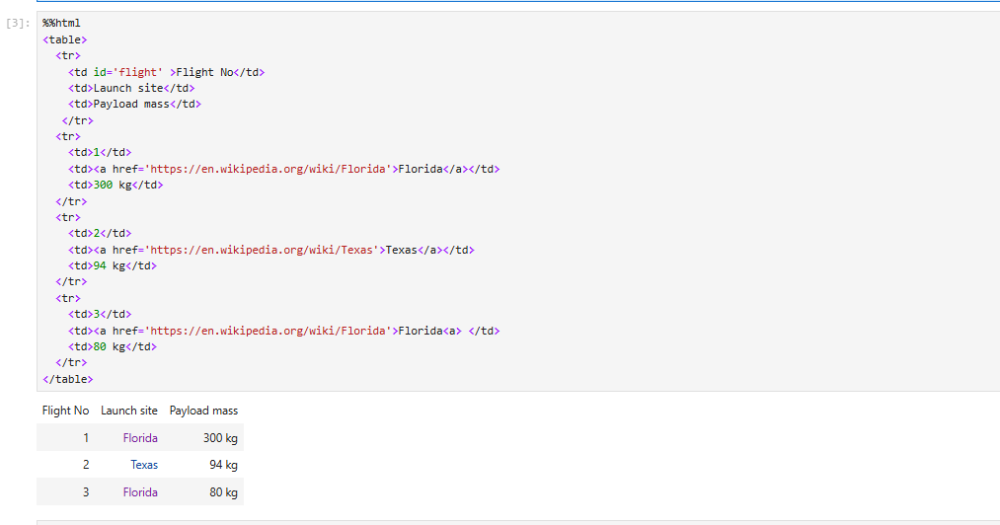 [3]:
%%html
<table>
  <tr>
    <td id='flight' >Flight No</td>
    <td>Launch site</td>
    <td>Payload mass</td>
   </tr>
  <tr>
    <td>1</td>
    <td><a href='https://en.wikipedia.org/wiki/Florida'>Florida</a></td>
    <td>300 kg</td>
  </tr>
  <tr>
    <td>2</td>
    <td><a href='https://en.wikipedia.org/wiki/Texas'>Texas</a></td>
    <td>94 kg</td>
  </tr>
  <tr>
    <td>3</td>
    <td><a href='https://en.wikipedia.org/wiki/Florida'>Florida<a> </td>
    <td>80 kg</td>
  </tr>
</table>
Flight No Launch site Payload mass
1 Florida 300 kg
2 Texas 94 kg
3 Florida 80 kg